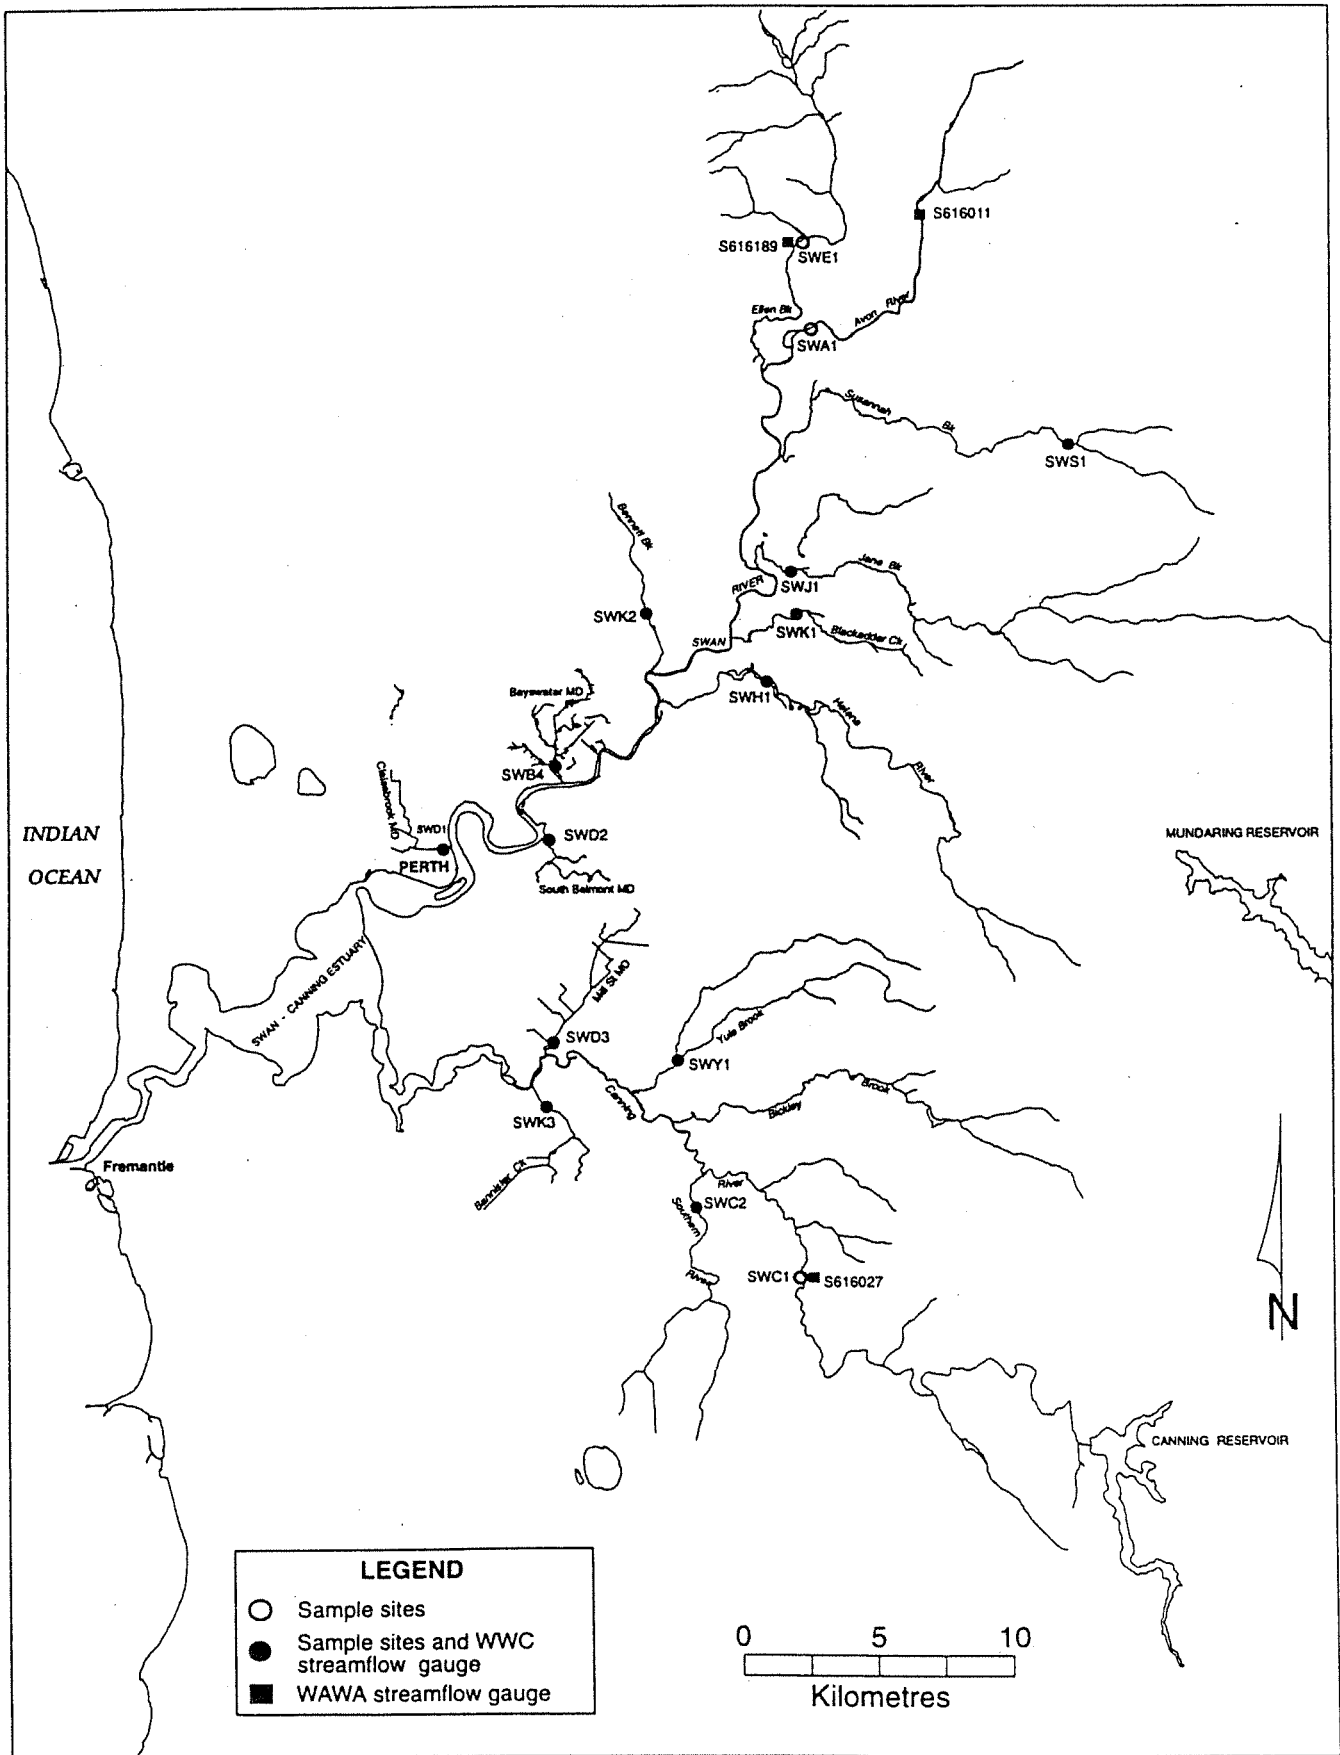 S616011
S616189
SWE1
Ellen Bk
Avon River
SWA1
Susannah Bk
SWS1
Bennett Bk
Jane Bk
SWJ1
RIVER
SWK2
SWK1
SWAN
Blackadder Ck
Bayswater MD
SWH1
Helena
River
SWB4
Claisebrook MD
SWD1
PERTH
SWD2
South Belmont MD
INDIAN
OCEAN
MUNDARING RESERVOIR
SWAN - CANNING ESTUARY
Mill St MD
SWD3
Yule Brook
SWY1
Canning
Bickley Brook
SWK3
Fremantle
Bannister Ck
River
SWC2
Southern
River
SWC1
S616027
N
CANNING RESERVOIR
LEGEND
Sample sites
Sample sites and WWC
streamflow gauge
WAWA streamflow gauge
0 5 10
Kilometres